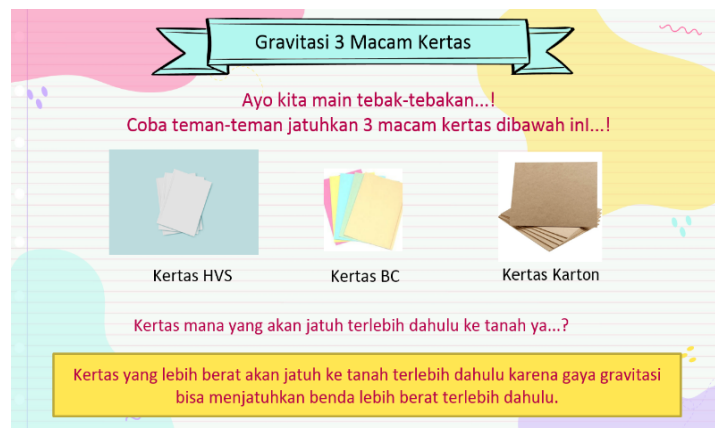 Gravitasi 3 Macam Kertas
Ayo kita main tebak-tebakan...!
Coba teman-teman jatuhkan 3 macam kertas dibawah inI...!
Kertas HVS
Kertas BC
Kertas Karton
Kertas mana yang akan jatuh terlebih dahulu ke tanah ya...?
Kertas yang lebih berat akan jatuh ke tanah terlebih dahulu karena gaya gravitasi
bisa menjatuhkan benda lebih berat terlebih dahulu.